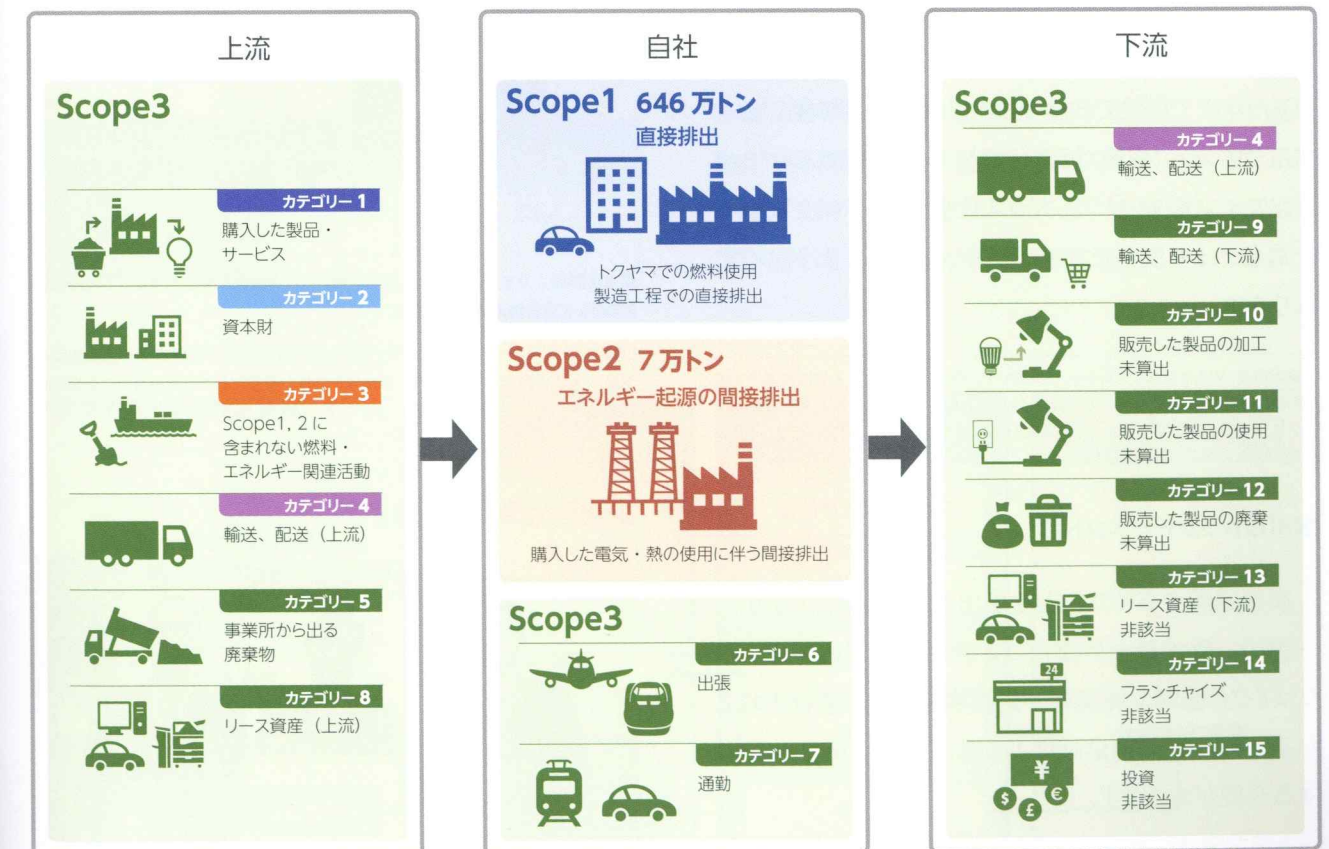 上流
Scope3
カテゴリー 1
購入した製品・
サービス
カテゴリー 2
資本財
カテゴリー 3
Scope1, 2 に
含まれない燃料・
エネルギー関連活動
カテゴリー 4
輸送、配送（上流）
カテゴリー 5
事業所から出る
廃棄物
カテゴリー 8
リース資産（上流）
自社
Scope1 646 万トン
直接排出
トクヤマでの燃料使用
製造工程での直接排出
Scope2 7 万トン
エネルギー起源の間接排出
購入した電気・熱の使用に伴う間接排出
Scope3
カテゴリー 6
出張
カテゴリー 7
通勤
下流
Scope3
カテゴリー 4
輸送、配送（上流）
カテゴリー 9
輸送、配送（下流）
カテゴリー 10
販売した製品の加工
未算出
カテゴリー 11
販売した製品の使用
未算出
カテゴリー 12
販売した製品の廃棄
未算出
カテゴリー 13
リース資産（下流）
非該当
カテゴリー 14
24
フランチャイズ
非該当
カテゴリー 15
¥
$ £ €
投資
非該当